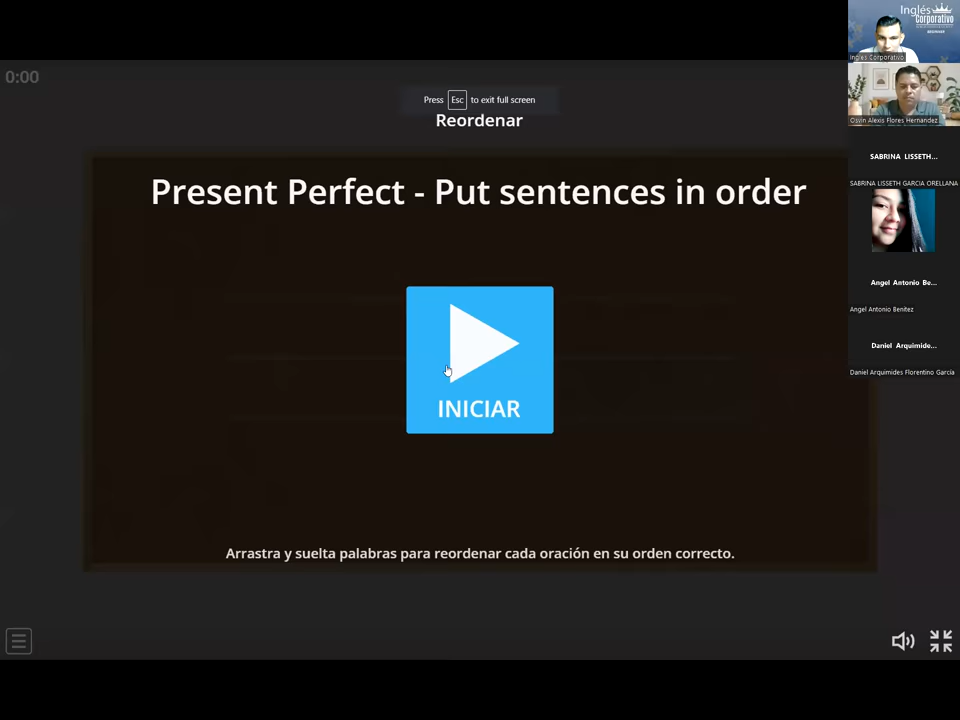 0:00
Press Esc to exit full screen
Reordenar
Present Perfect - Put sentences in order
INICIAR
Arrastra y suelta palabras para reordenar cada oración en su orden correcto.
Inglés
Corporativo
BEGINNER
Inglés Corporativo
Osvin Alexis Flores Hernández
SABRINA LISSETH...
SABRINA LISSETH GARCIA ORELLANA
Angel Antonio Be...
Angel Antonio Benitez
Daniel Arquimide...
Daniel Arquimides Florentino García